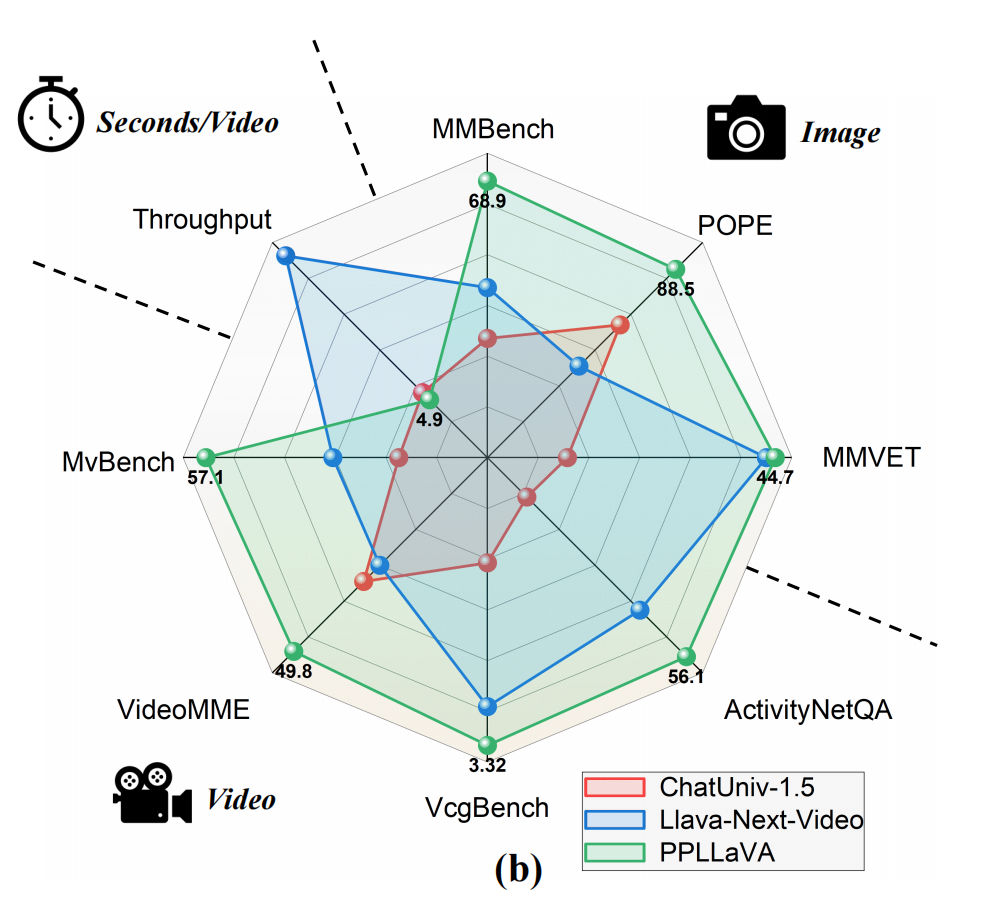 Seconds/Video
MMBench
Image
Throughput
68.9
POPE
88.5
4.9
MvBench
57.1
MMVET
44.7
49.8
56.1
VideoMME
ActivityNetQA
3.32
VcgBench
Video
ChatUniv-1.5
Llava-Next-Video
PPLLaVA
(b)